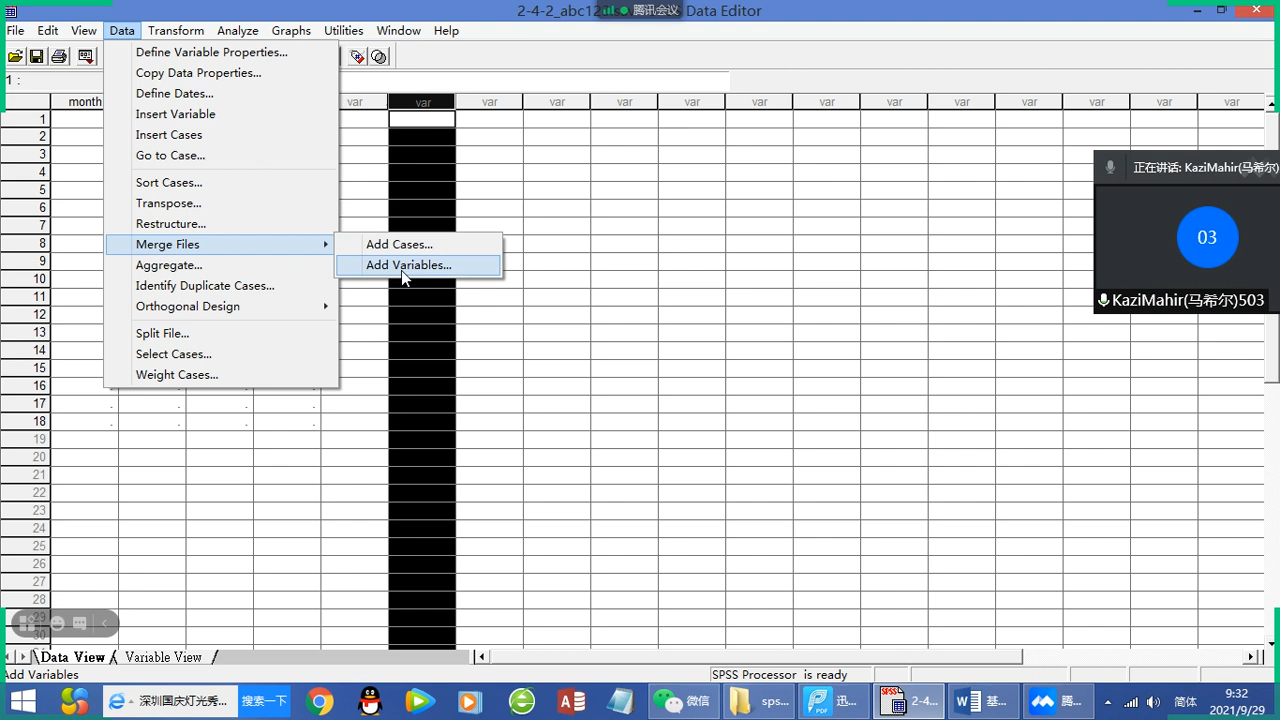 2-4-2_abc12
腾讯会议
Data Editor
File Edit View Data Transform Analyze Graphs Utilities Window Help
1 :
Define Variable Properties...
Copy Data Properties...
Define Dates...
Insert Variable
Insert Cases
Go to Case...
Sort Cases...
Transpose...
Restructure...
Merge Files
Aggregate...
Identify Duplicate Cases...
Orthogonal Design
Split File...
Select Cases...
Weight Cases...
Add Cases...
Add Variables...
month var var var var var var var var var var var var var var
1
2
3
4
5
6
7
8
9
10
11
12
13
14
15
16
17
18
19
20
21
22
23
24
25
26
27
28
29
30
正在讲话: KaziMahir(马希尔)
03
KaziMahir(马希尔)503
Data View Variable View
Add Variables
SPSS Processor is ready
深圳国庆灯光秀... 搜索一下
微信
sps...
迅...
2-4...
基...
腾...
简体
9:32
2021/9/29